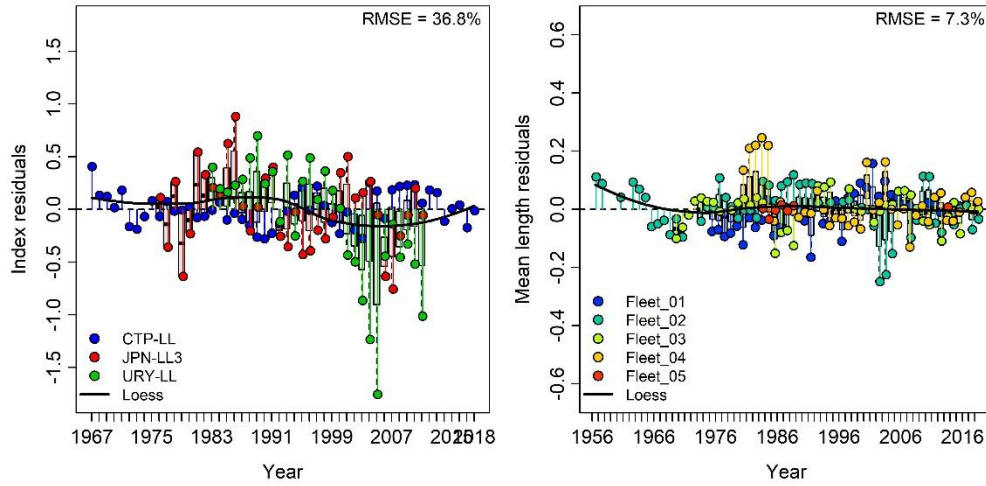 RMSE = 36.8%
1.5
1.0
0.5
0.0
-0.5
-1.0
-1.5
Index residuals
CTP-LL
JPN-LL3
URY-LL
Loess
1967 1975 1983 1991 1999 2007 2015 2018
Year
RMSE = 7.3%
0.6
0.4
0.2
0.0
-0.2
-0.4
-0.6
Mean length residuals
Fleet_01
Fleet_02
Fleet_03
Fleet_04
Fleet_05
Loess
1956 1966 1976 1986 1996 2006 2016
Year